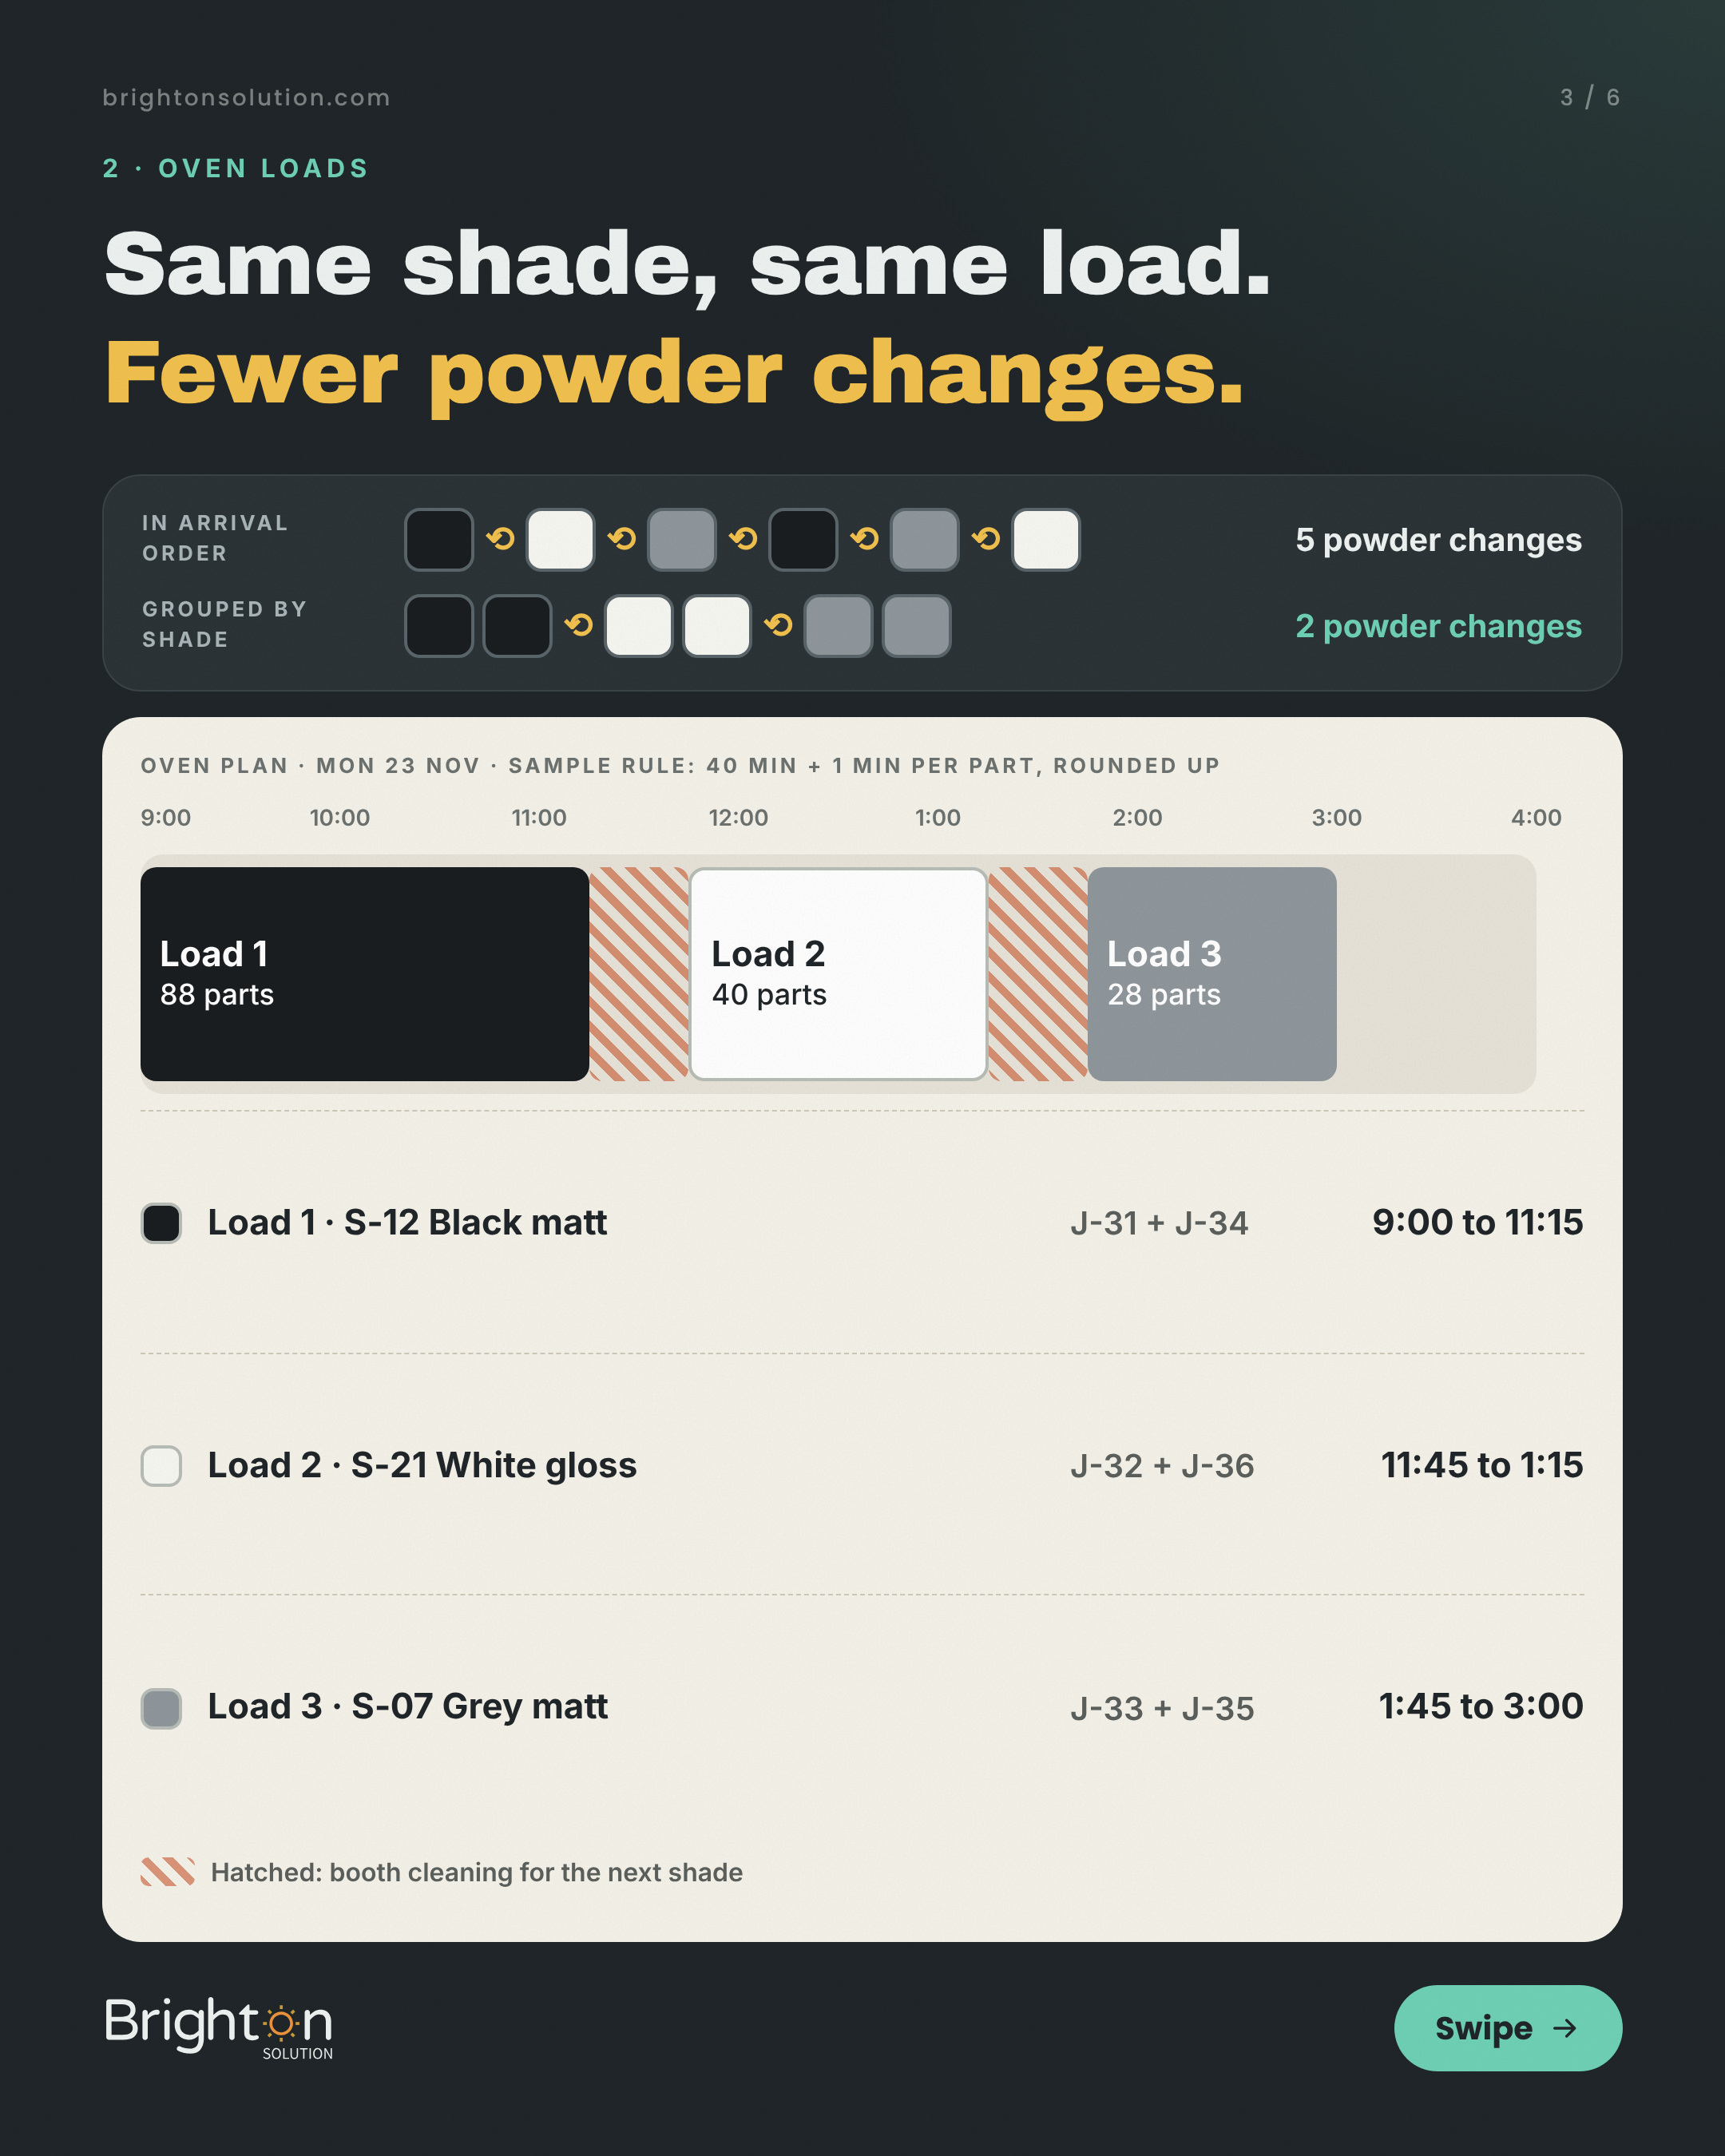 brightonsolution.com
3 / 6
2 · OVEN LOADS
Same shade, same load.
Fewer powder changes.
IN ARRIVAL
ORDER
5 powder changes
GROUPED BY
SHADE
2 powder changes
OVEN PLAN · MON 23 NOV · SAMPLE RULE: 40 MIN + 1 MIN PER PART, ROUNDED UP
9:00 10:00 11:00 12:00 1:00 2:00 3:00 4:00
Load 1
88 parts
Load 2
40 parts
Load 3
28 parts
Load 1 · S-12 Black matt J-31 + J-34 9:00 to 11:15
Load 2 · S-21 White gloss J-32 + J-36 11:45 to 1:15
Load 3 · S-07 Grey matt J-33 + J-35 1:45 to 3:00
Hatched: booth cleaning for the next shade
Brighton
SOLUTION
Swipe →